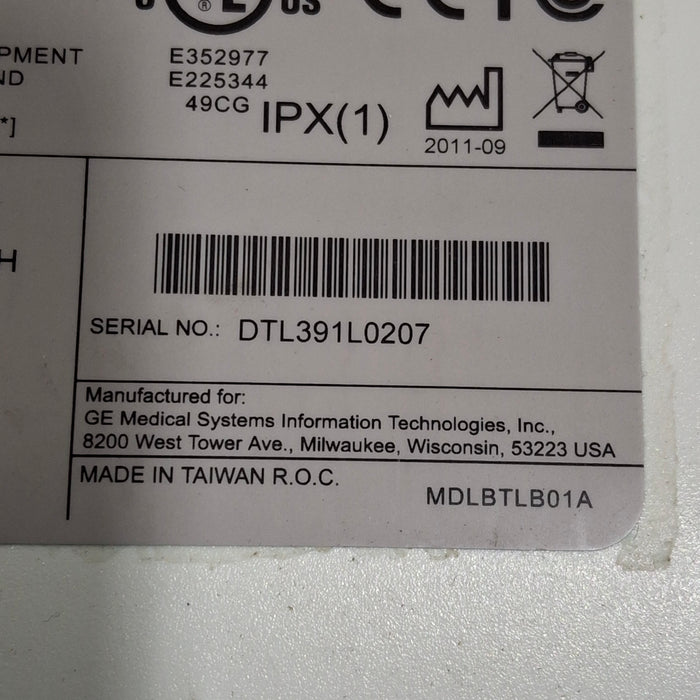 PMENT
ND
*]
E352977
E225344
49CG
IPX(1)
2011-09
H
SERIAL NO.: DTL391L0207
Manufactured for:
GE Medical Systems Information Technologies, Inc.,
8200 West Tower Ave., Milwaukee, Wisconsin, 53223 USA
MADE IN TAIWAN R.O.C.
MDLBTLB01A